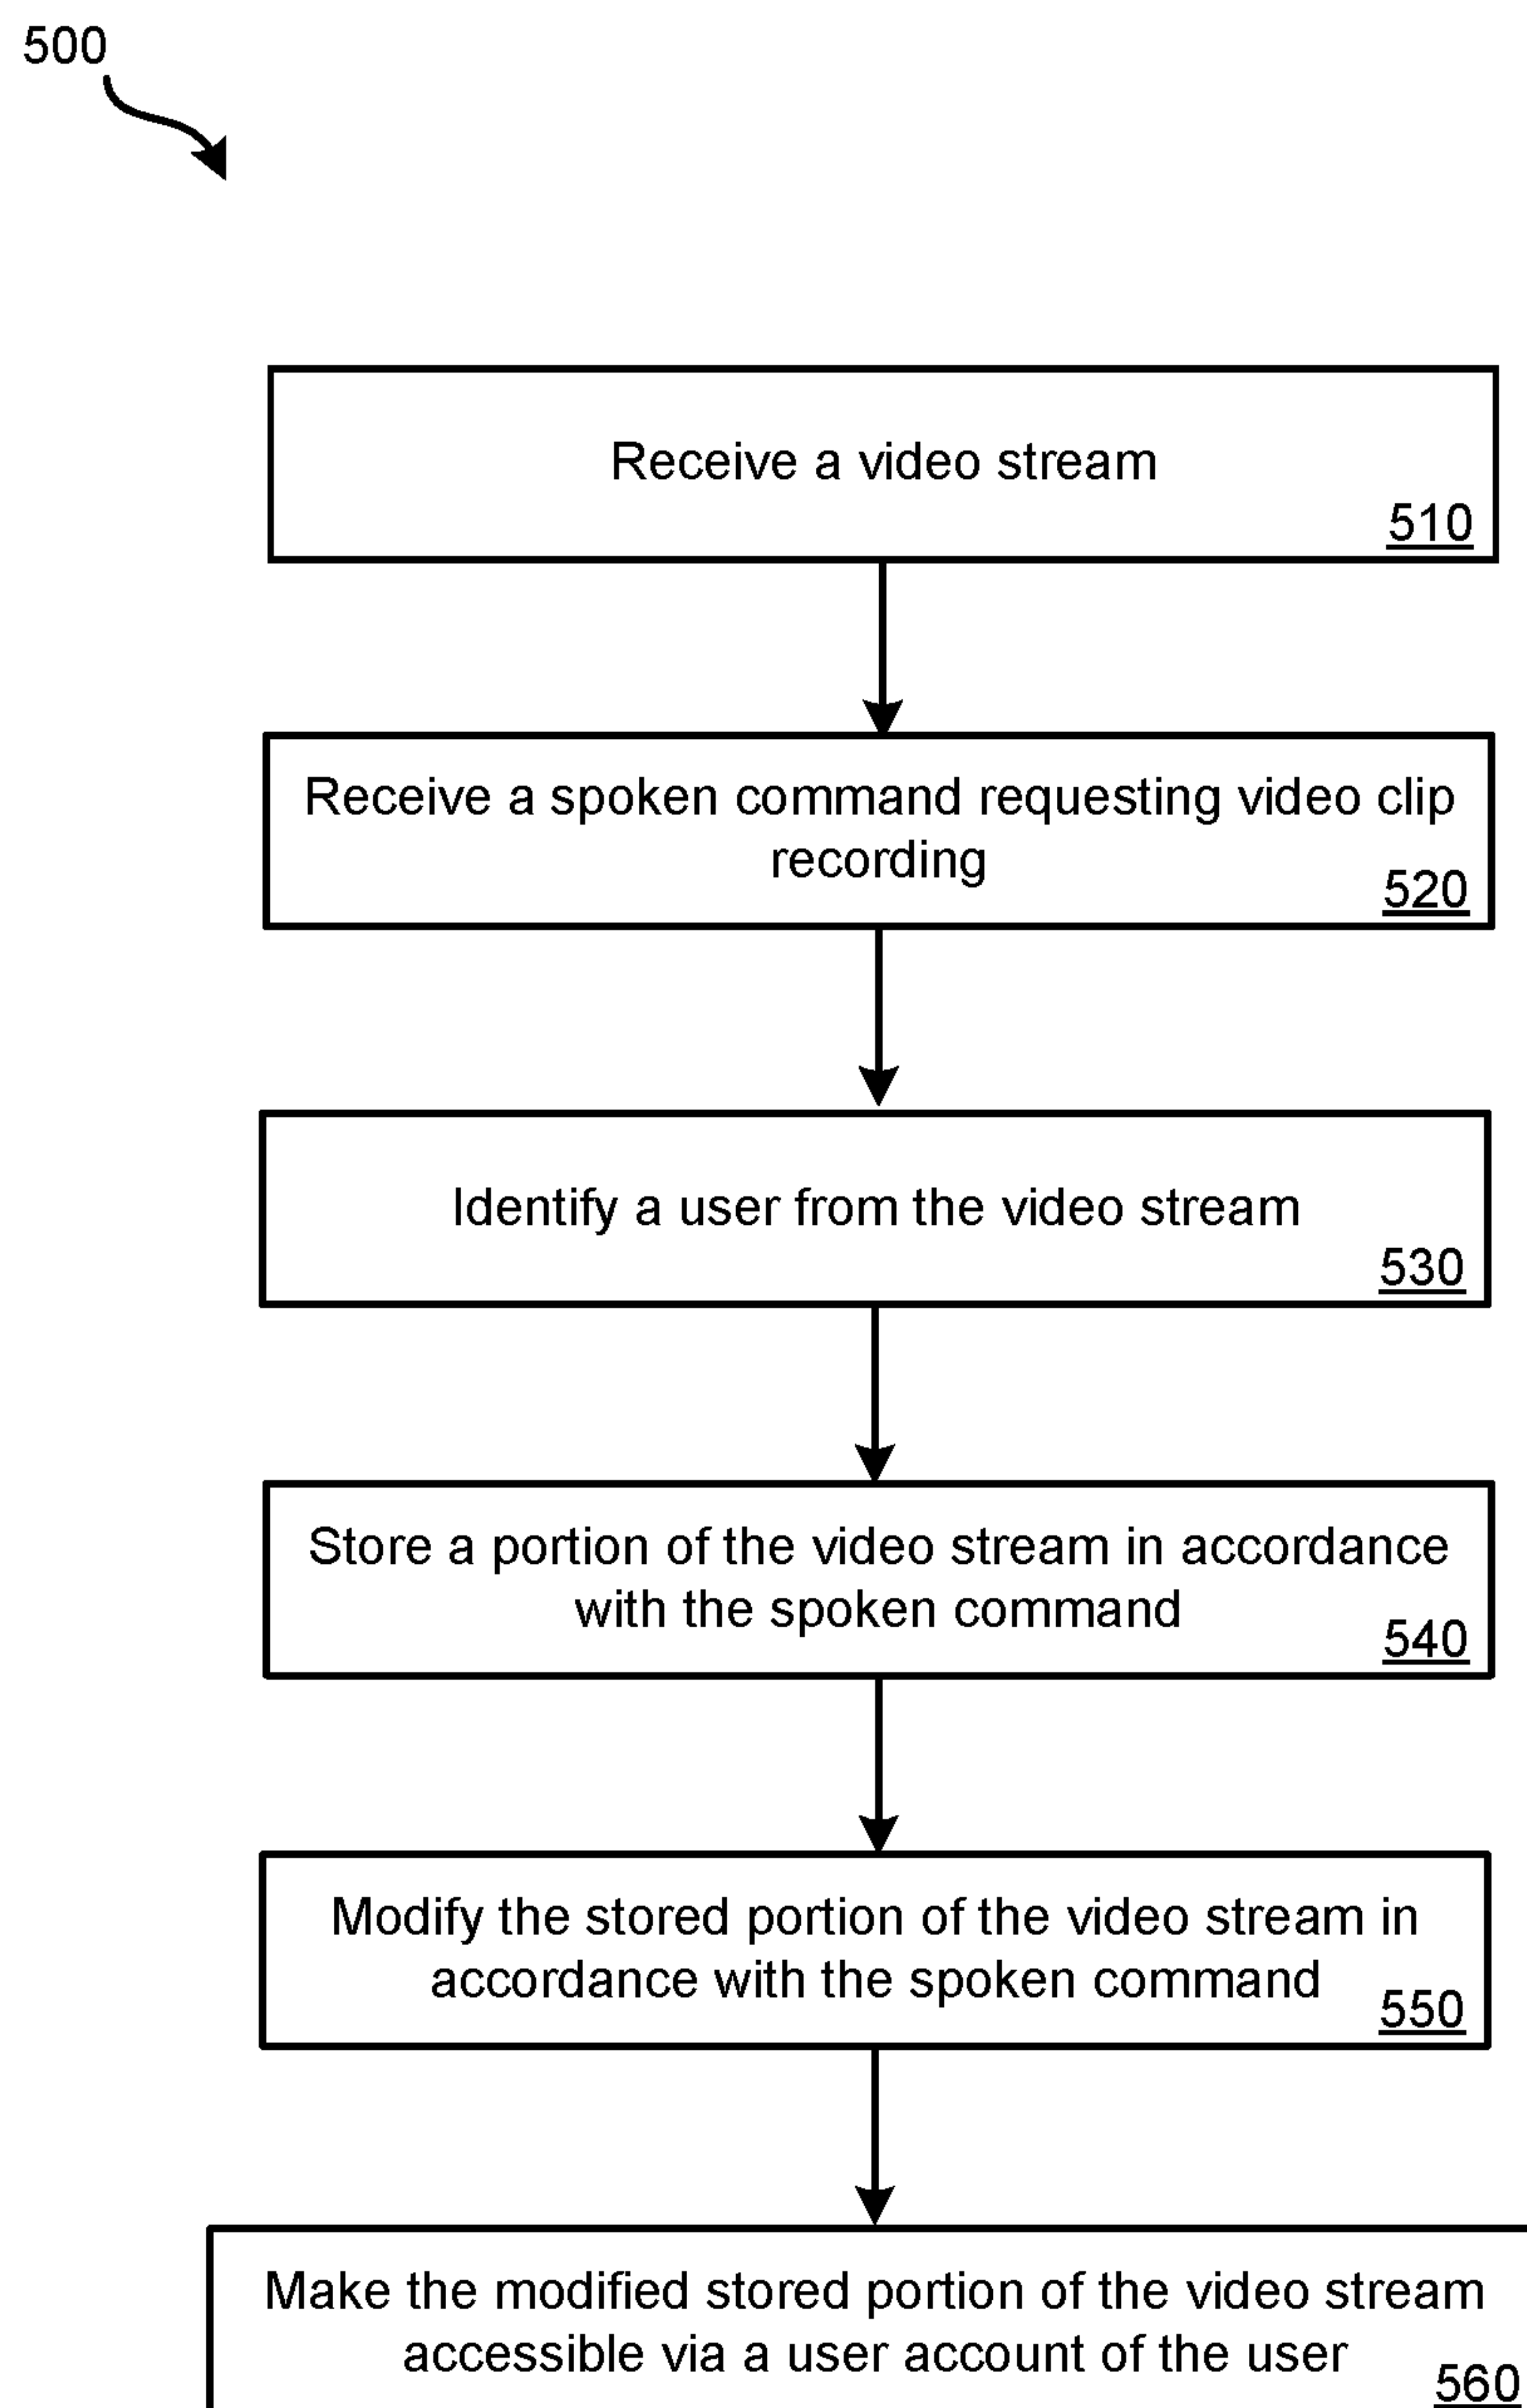 500
Receive a video stream
510
Receive a spoken command requesting video clip
recording
520
Identify a user from the video stream
530
Store a portion of the video stream in accordance
with the spoken command
540
Modify the stored portion of the video stream in
accordance with the spoken command
550
Make the modified stored portion of the video stream
accessible via a user account of the user
560